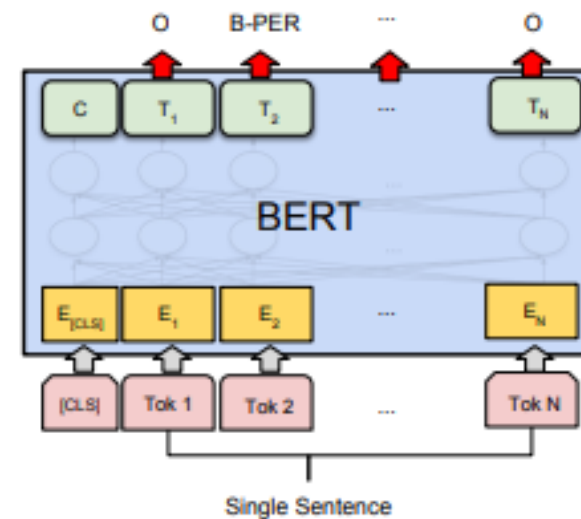 O B-PER ... O
C T1 T2 ... TN
...
BERT
...
E[CLS] E1 E2 ... EN
[CLS] Tok 1 Tok 2 ... Tok N
Single Sentence